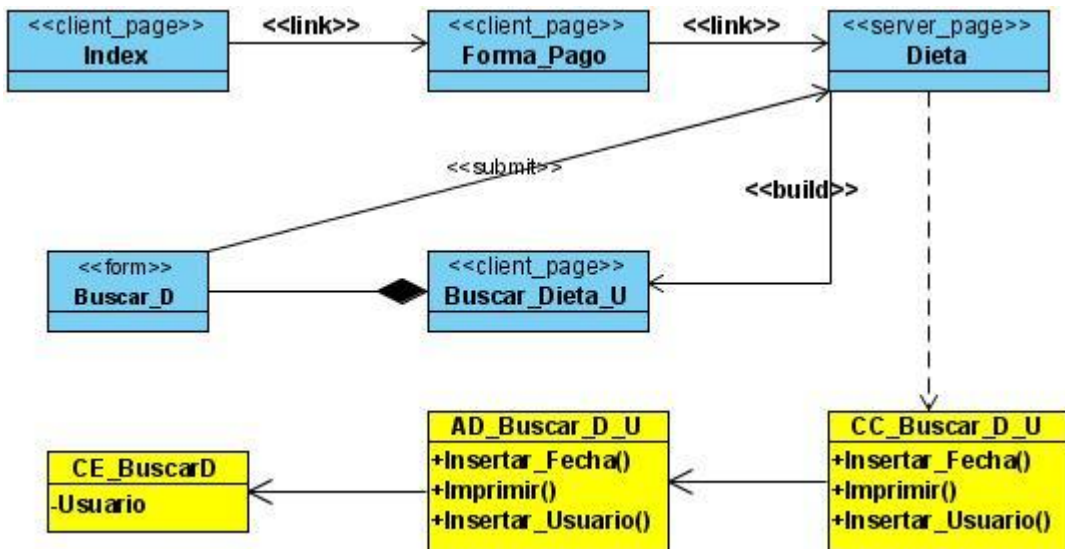 <<client_page>>
Index
<<link>>
<<client_page>>
Forma_Pago
<<link>>
<<server_page>>
Dieta
<<submit>>
<<build>>
<<form>>
Buscar_D
<<client_page>>
Buscar_Dieta_U
CE_BuscarD
-Usuario
AD_Buscar_D_U
+Insertar_Fecha()
+Imprimir()
+Insertar_Usuario()
CC_Buscar_D_U
+Insertar_Fecha()
+Imprimir()
+Insertar_Usuario()